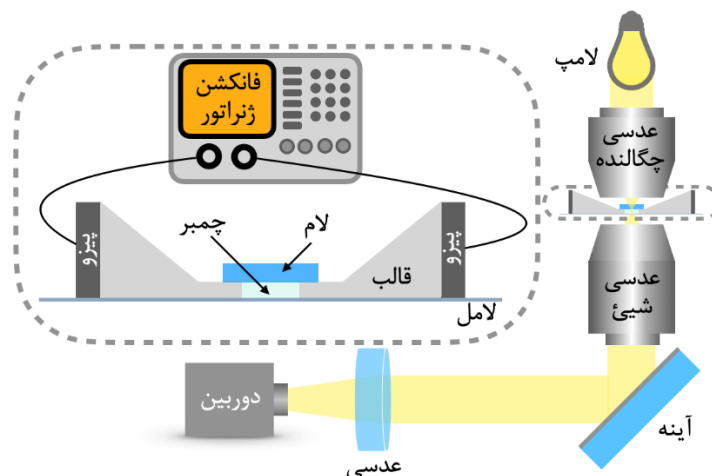 فانکشن
ژنراتور
لامپ
عدسی
چگالنده
چمبر
لام
پیزو
قالب
پیزو
لامل
عدسی
شیئ
دوربین
آینه
عدسی